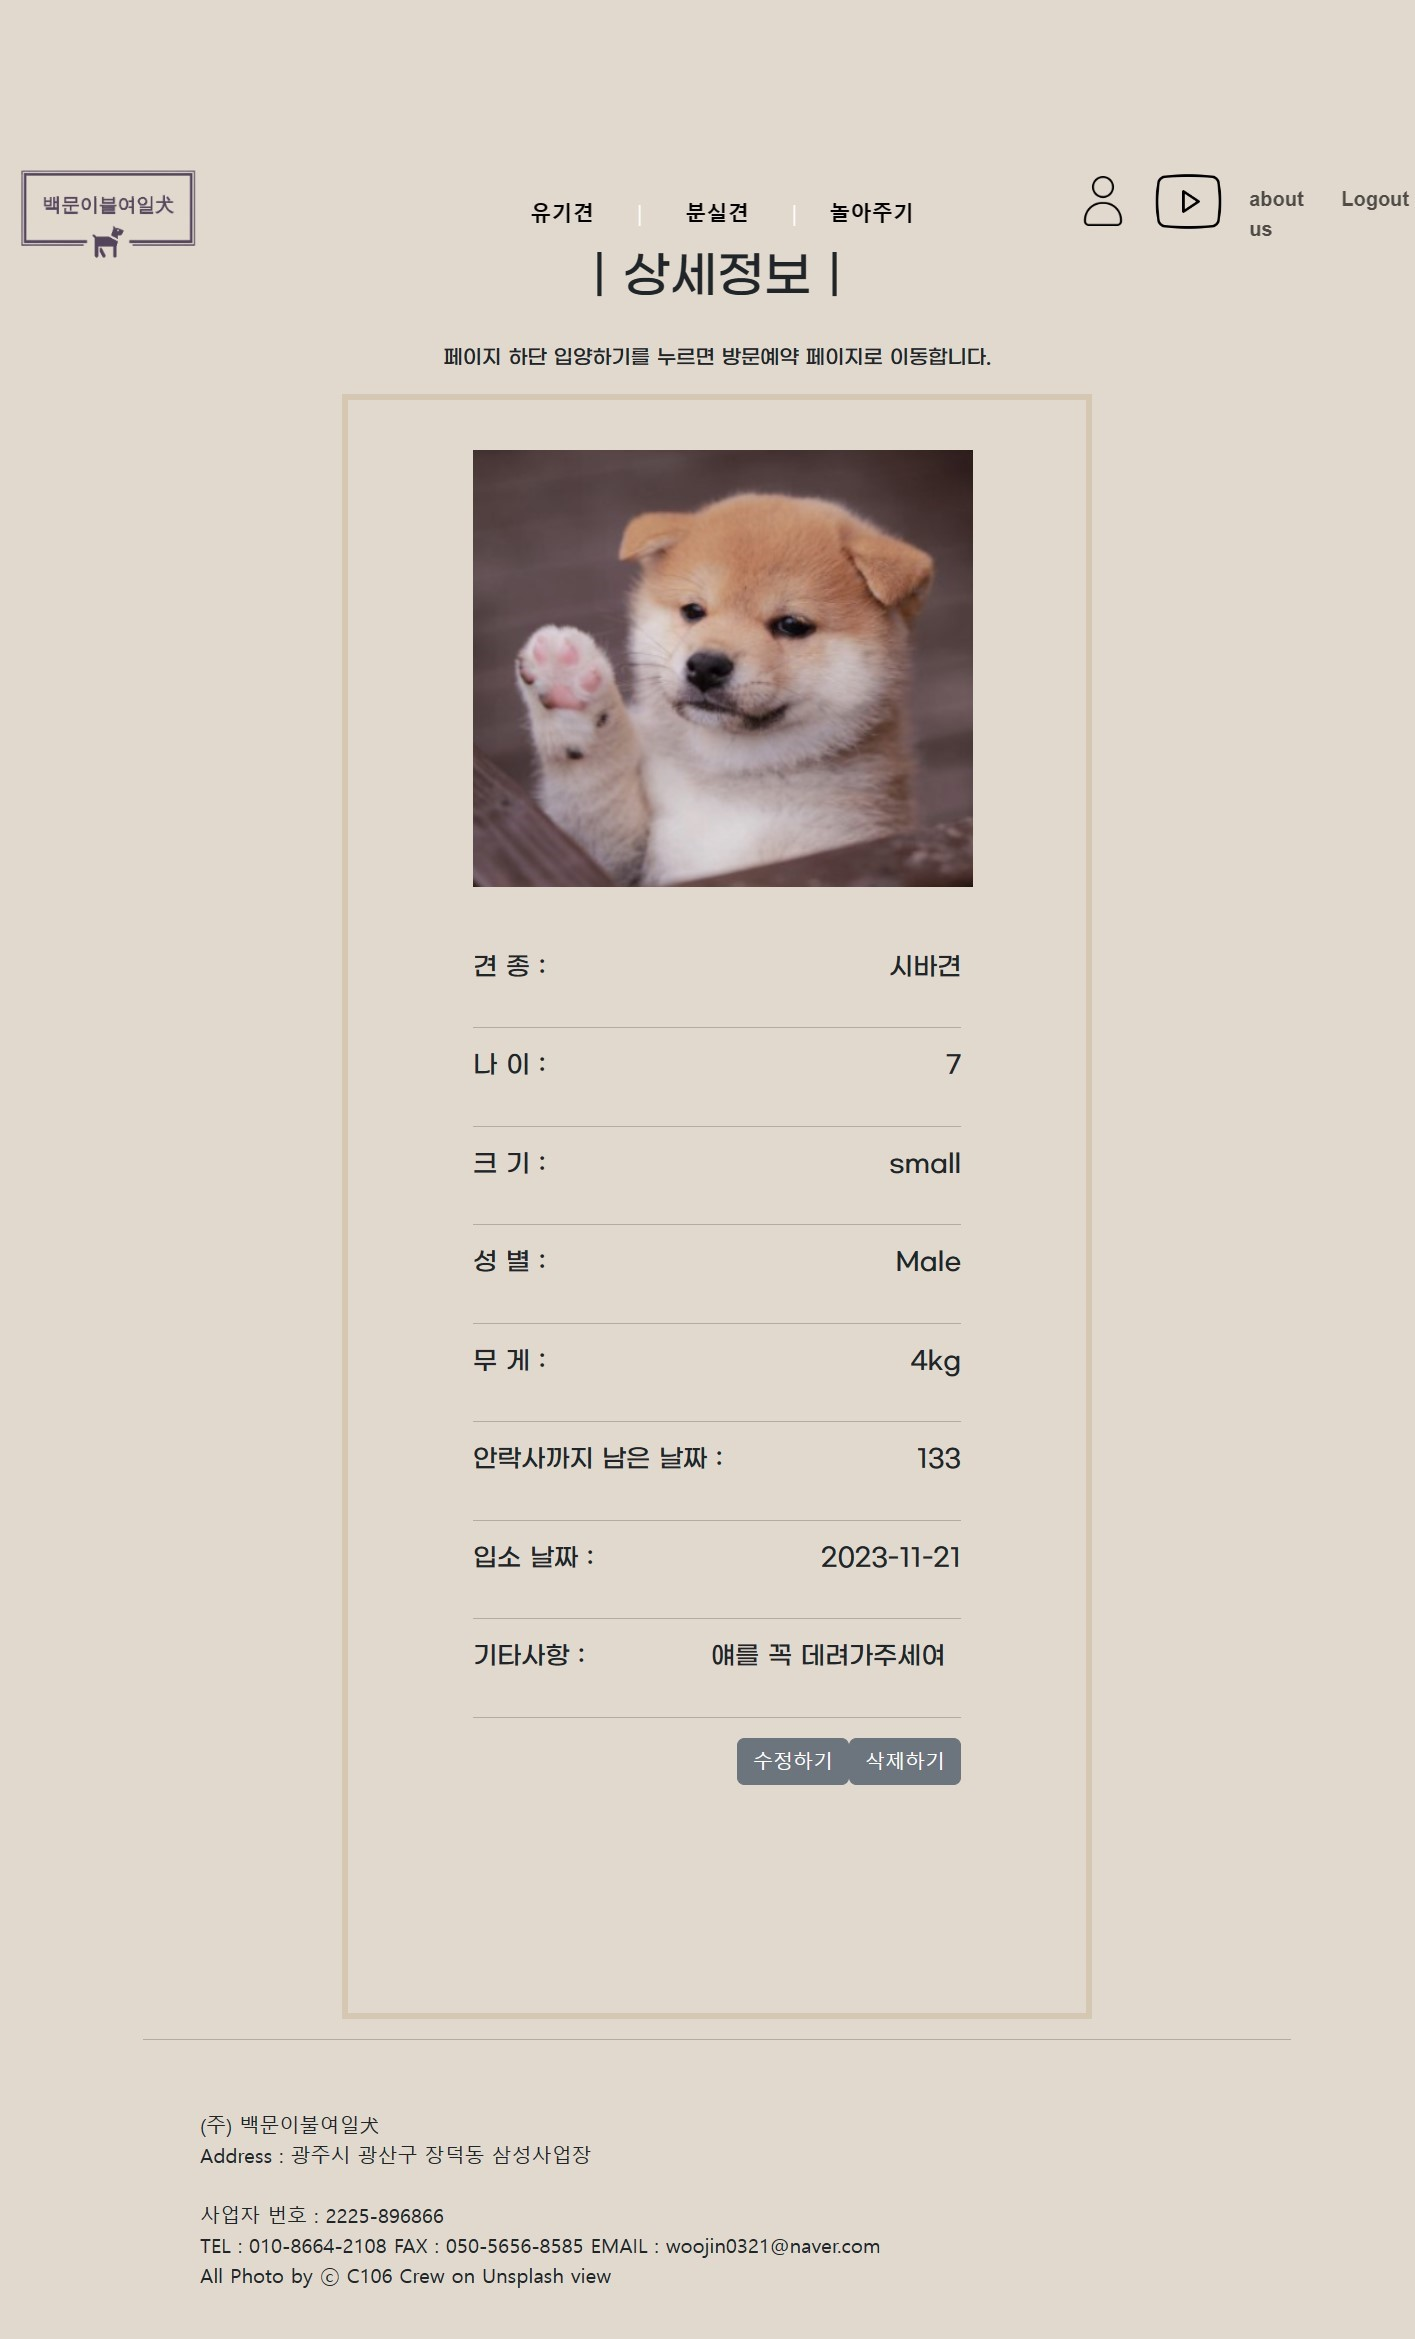 백문이불여일犬
유기견 | 분실견 | 놀아주기
about us
Logout
| 상세정보 |
페이지 하단 입양하기를 누르면 방문예약 페이지로 이동합니다.
견 종 : 시바견
나 이 : 7
크 기 : small
성 별 : Male
무 게 : 4kg
안락사까지 남은 날짜 : 133
입소 날짜 : 2023-11-21
기타사항 : 얘를 꼭 데려가주세여
수정하기 삭제하기
(주) 백문이불여일犬
Address : 광주시 광산구 장덕동 삼성사업장
사업자 번호 : 2225-896866
TEL : 010-8664-2108 FAX : 050-5656-8585 EMAIL : woojin0321@naver.com
All Photo by ⓒ C106 Crew on Unsplash view